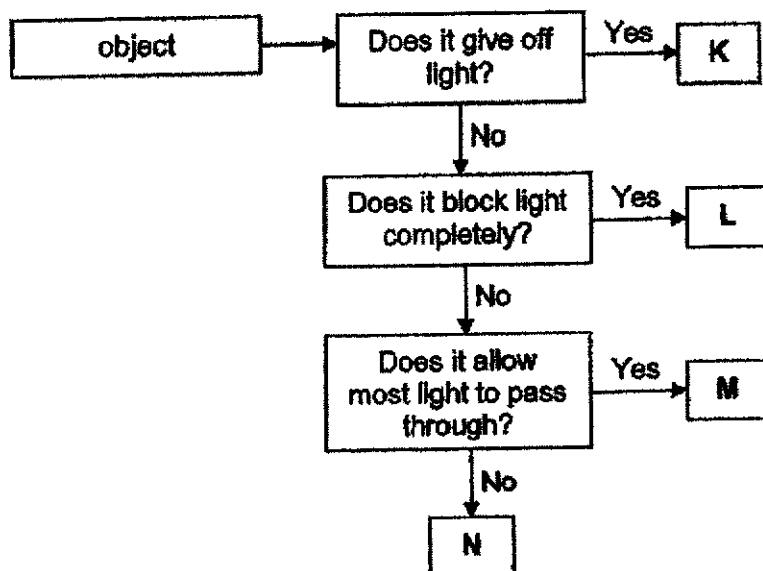 object
Does it give off
light?
Yes
K
No
Does it block light
completely?
Yes
L
No
Does it allow
most light to pass
through?
Yes
M
No
N